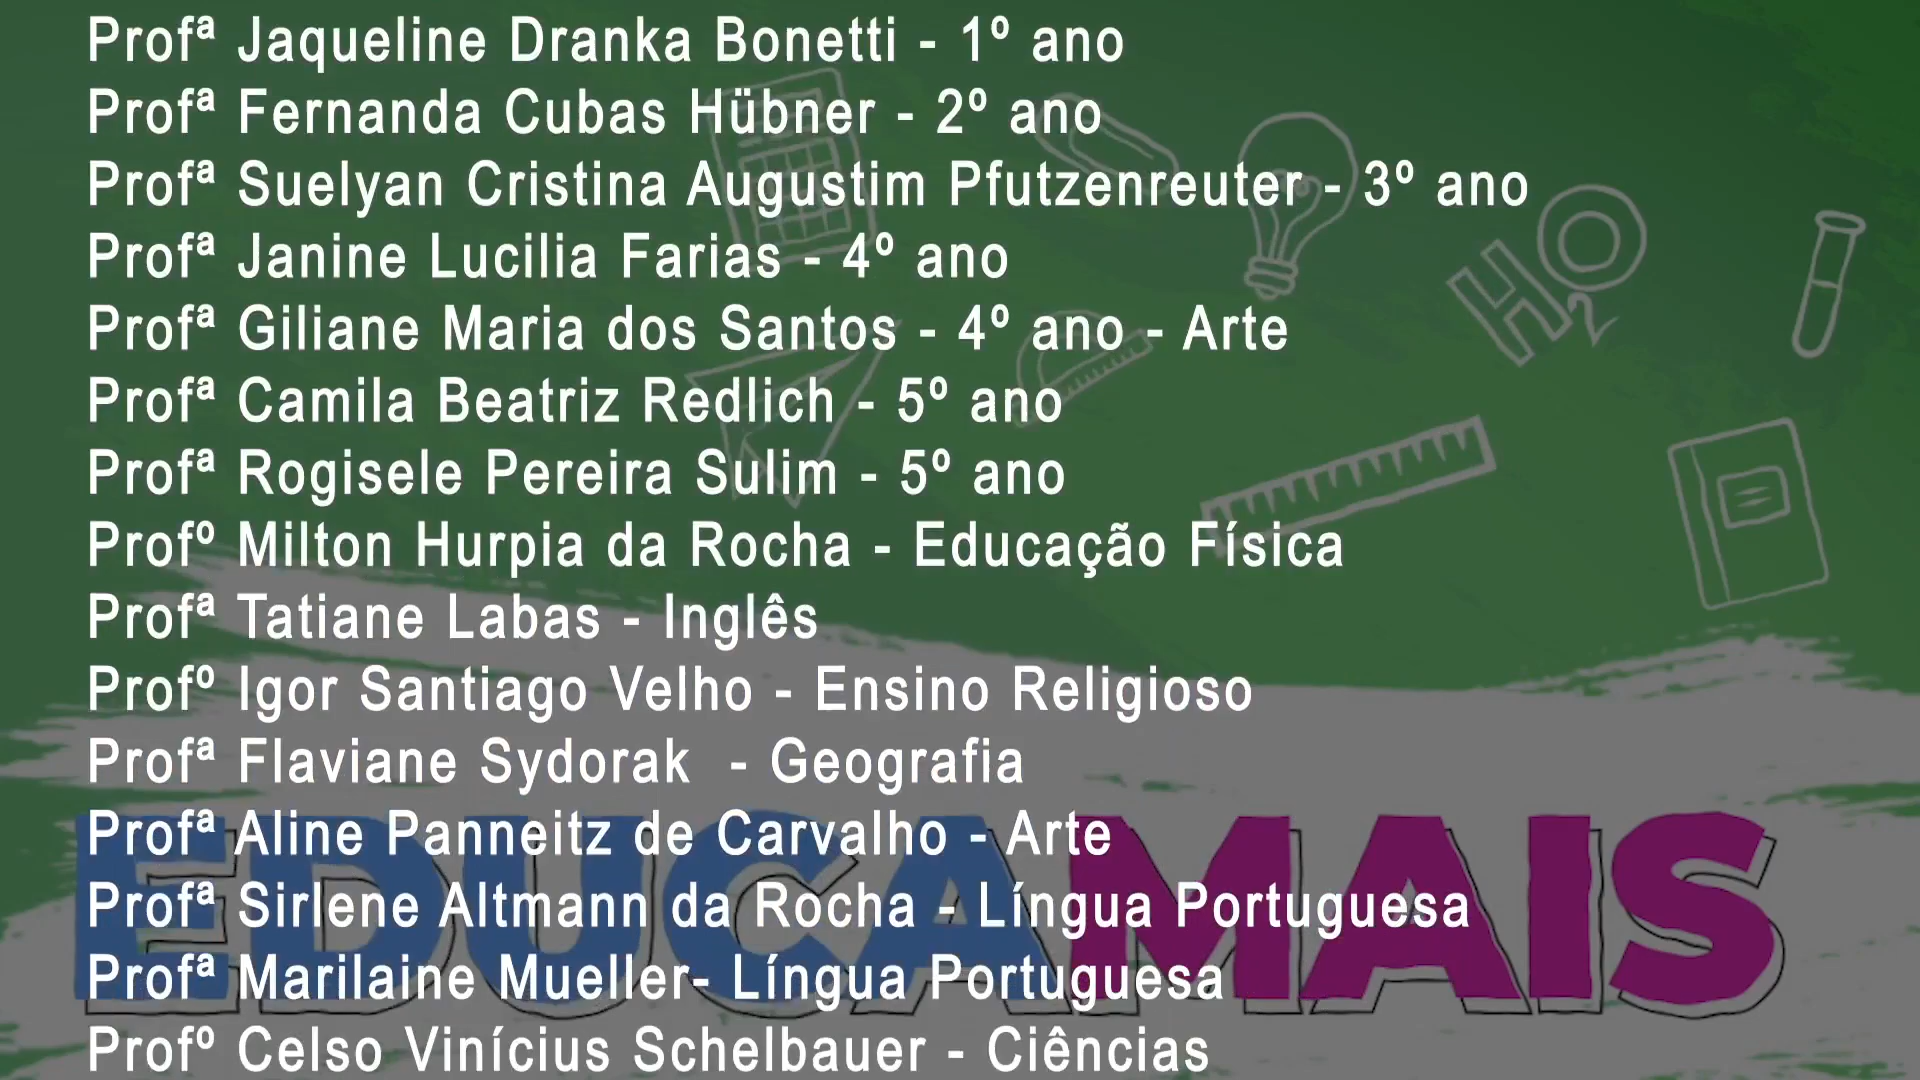 Profª Jaqueline Dranka Bonetti - 1º ano
Profª Fernanda Cubas Hübner - 2º ano
Profª Suelyan Cristina Augustim Pfutzenreuter - 3º ano
Profª Janine Lucilia Farias - 4º ano
Profª Giliane Maria dos Santos - 4º ano - Arte
Profª Camila Beatriz Redlich - 5º ano
Profª Rogisele Pereira Sulim - 5º ano
Profº Milton Hurpia da Rocha - Educação Física
Profª Tatiane Labas - Inglês
Profº Igor Santiago Velho - Ensino Religioso
Profª Flaviane Sydorak  - Geografia
Profª Aline Panneitz de Carvalho - Arte
Profª Sirlene Altmann da Rocha - Língua Portuguesa
Profª Marilaine Mueller- Língua Portuguesa
Profº Celso Vinícius Schelbauer - Ciências
H2O
EDUCAMAIS